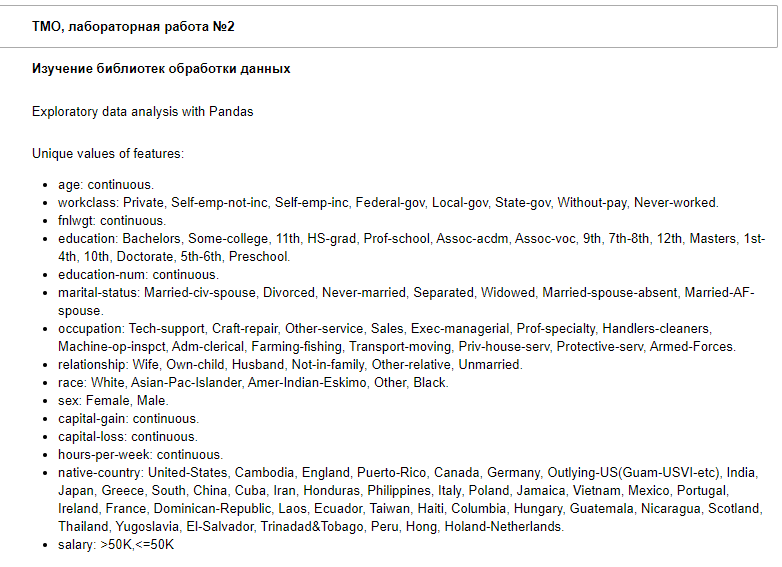 ТМО, лабораторная работа №2
Изучение библиотек обработки данных
Exploratory data analysis with Pandas
Unique values of features:
• age: continuous.
• workclass: Private, Self-emp-not-inc, Self-emp-inc, Federal-gov, Local-gov, State-gov, Without-pay, Never-worked.
• fnlwgt: continuous.
• education: Bachelors, Some-college, 11th, HS-grad, Prof-school, Assoc-acdm, Assoc-voc, 9th, 7th-8th, 12th, Masters, 1st-
4th, 10th, Doctorate, 5th-6th, Preschool.
• education-num: continuous.
• marital-status: Married-civ-spouse, Divorced, Never-married, Separated, Widowed, Married-spouse-absent, Married-AF-
spouse.
• occupation: Tech-support, Craft-repair, Other-service, Sales, Exec-managerial, Prof-specialty, Handlers-cleaners,
Machine-op-inspct, Adm-clerical, Farming-fishing, Transport-moving, Priv-house-serv, Protective-serv, Armed-Forces.
• relationship: Wife, Own-child, Husband, Not-in-family, Other-relative, Unmarried.
• race: White, Asian-Pac-Islander, Amer-Indian-Eskimo, Other, Black.
• sex: Female, Male.
• capital-gain: continuous.
• capital-loss: continuous.
• hours-per-week: continuous.
• native-country: United-States, Cambodia, England, Puerto-Rico, Canada, Germany, Outlying-US(Guam-USVI-etc), India,
Japan, Greece, South, China, Cuba, Iran, Honduras, Philippines, Italy, Poland, Jamaica, Vietnam, Mexico, Portugal,
Ireland, France, Dominican-Republic, Laos, Ecuador, Taiwan, Haiti, Columbia, Hungary, Guatemala, Nicaragua, Scotland,
Thailand, Yugoslavia, El-Salvador, Trinadad&Tobago, Peru, Hong, Holand-Netherlands.
• salary: >50K,<=50K